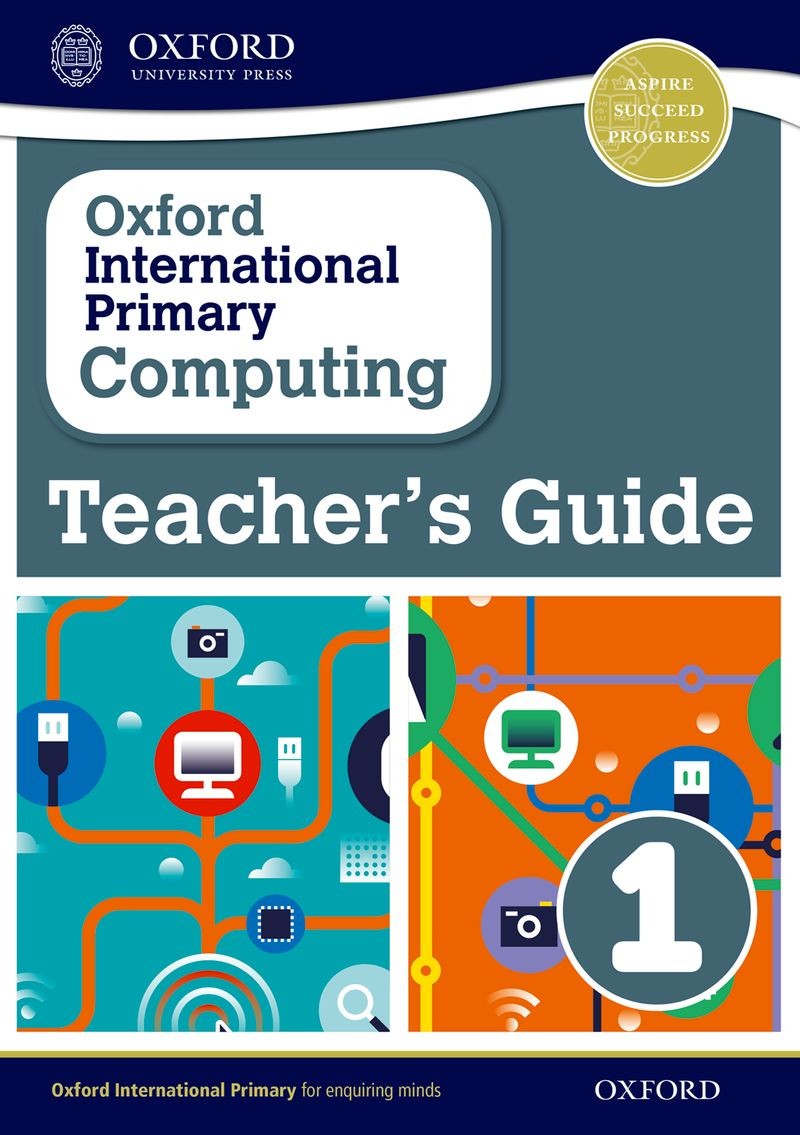 OXFORD
UNIVERSITY PRESS
ASPIRE
SUCCEED
PROGRESS
Oxford
International
Primary
Computing
Teacher's Guide
1
Oxford International Primary for enquiring minds
OXFORD